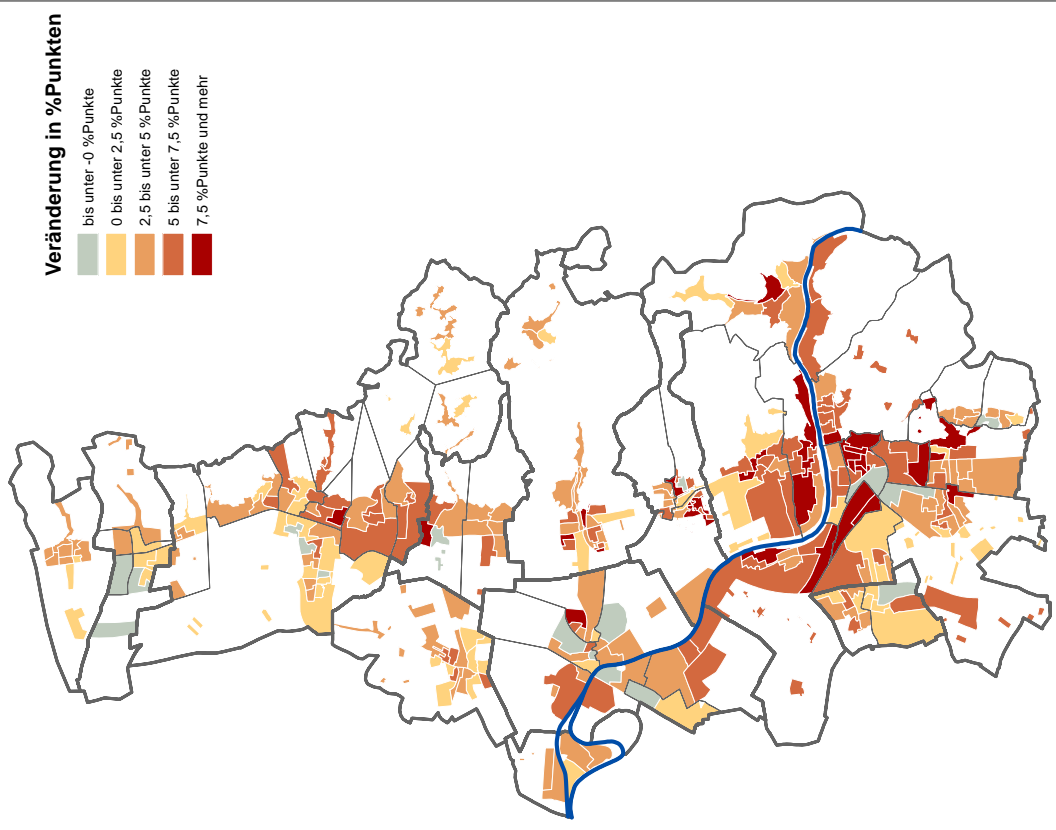 Veränderung in %Punkten
bis unter -0 %Punkte
0 bis unter 2,5 %Punkte
2,5 bis unter 5 %Punkte
5 bis unter 7,5 %Punkte
7,5 %Punkte und mehr